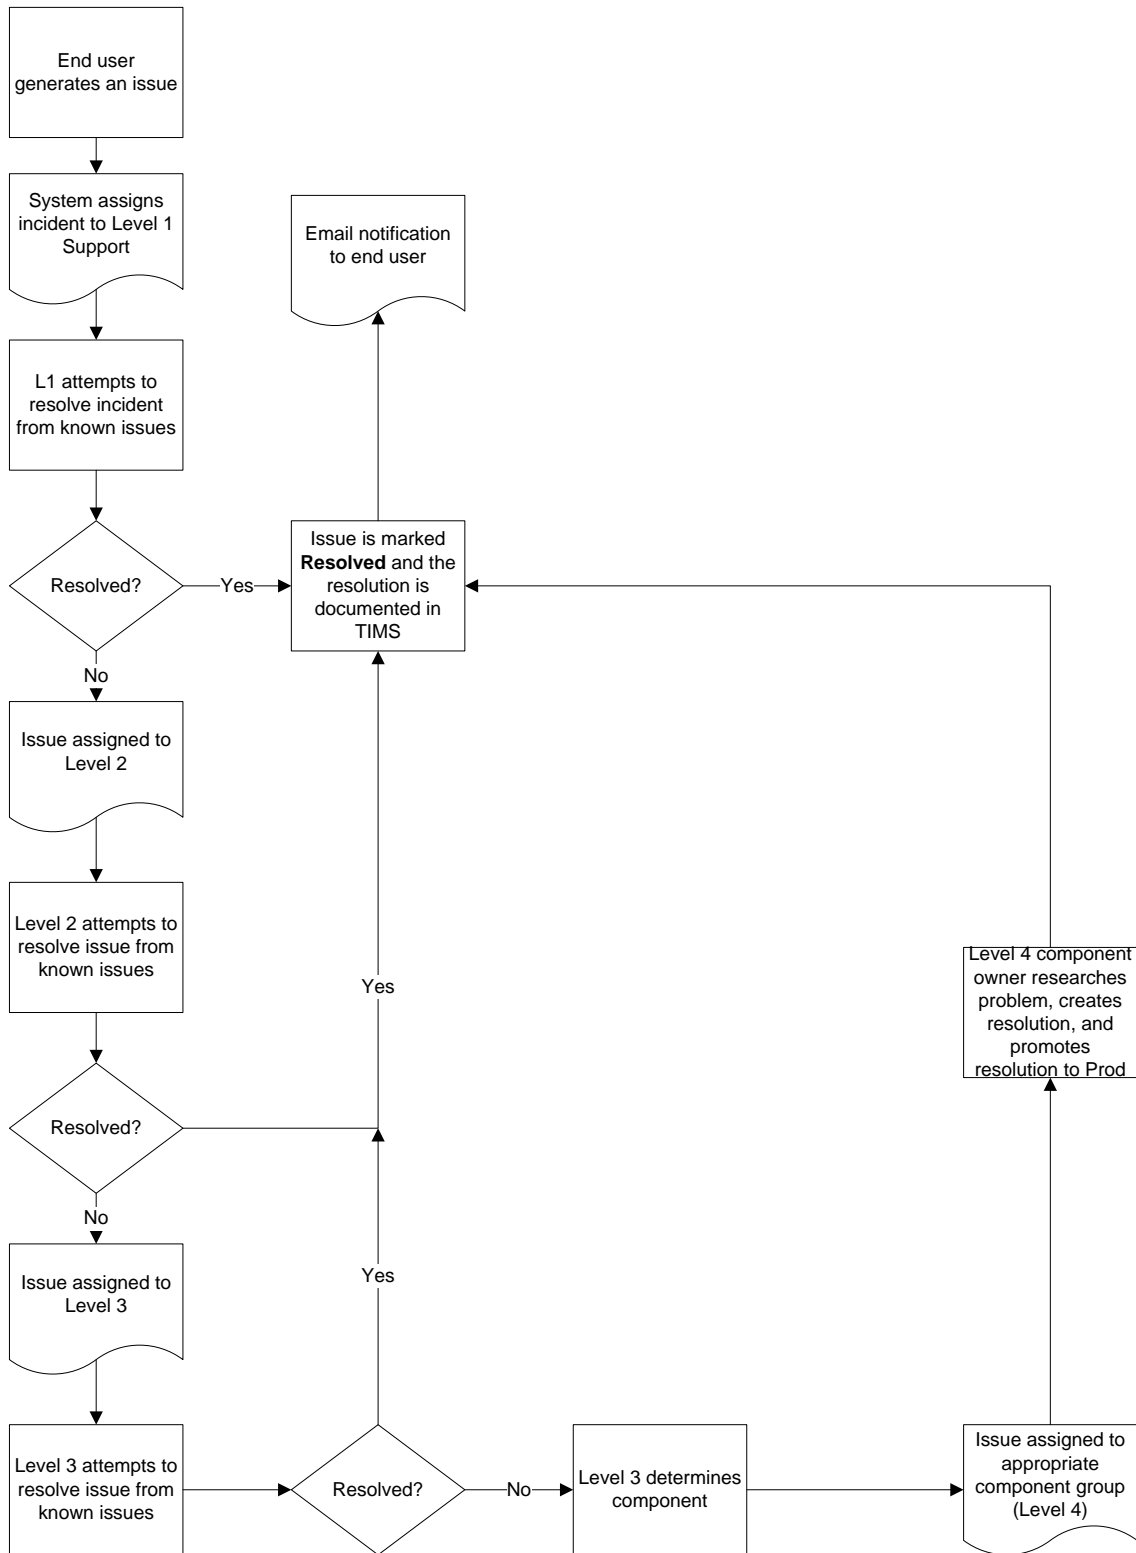 End user
generates an issue
System assigns
incident to Level 1
Support
Email notification
to end user
L1 attempts to
resolve incident
from known issues
Resolved?
Yes
Issue is marked
Resolved and the
resolution is
documented in
TIMS
No
Issue assigned to
Level 2
Level 2 attempts to
resolve issue from
known issues
Yes
Level 4 component
owner researches
problem, creates
resolution, and
promotes
resolution to Prod
Resolved?
No
Issue assigned to
Level 3
Yes
Level 3 attempts to
resolve issue from
known issues
Resolved?
No
Level 3 determines
component
Issue assigned to
appropriate
component group
(Level 4)